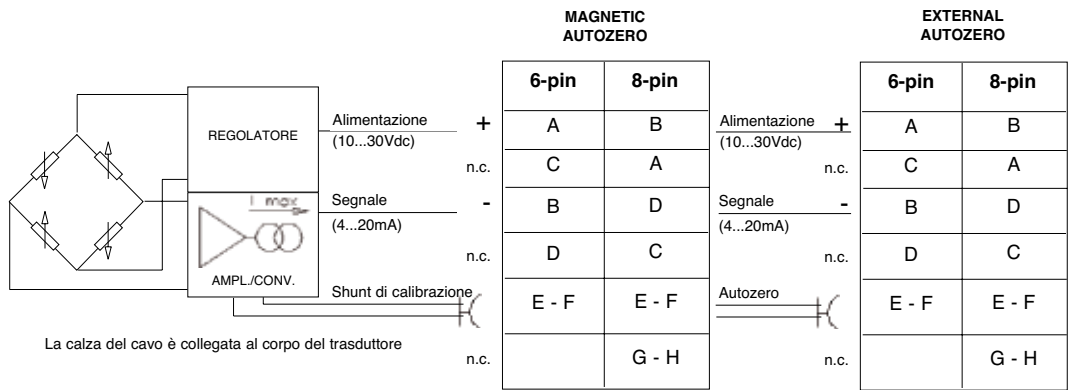 MAGNETIC
AUTOZERO
EXTERNAL
AUTOZERO
6-pin 8-pin
6-pin 8-pin
REGOLATORE
Alimentazione +
(10...30Vdc)
A B
Alimentazione +
(10...30Vdc)
A B
n.c. C A
n.c. C A
I max
Segnale -
(4...20mA)
B D
Segnale -
(4...20mA)
B D
AMPL./CONV.
n.c. D C
n.c. D C
Shunt di calibrazione
E - F E - F
Autozero
E - F E - F
La calza del cavo è collegata al corpo del trasduttore
n.c. G - H
n.c. G - H